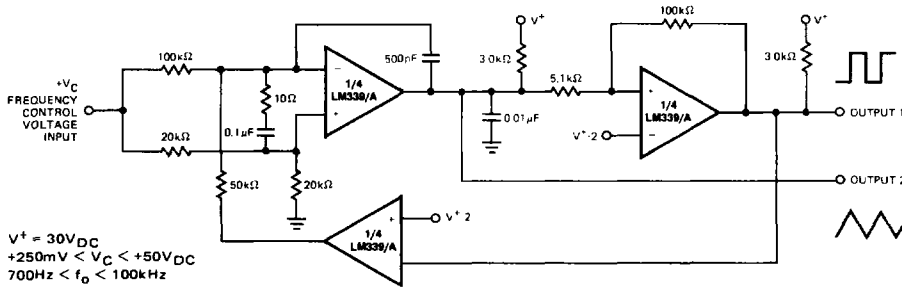 +VC
FREQUENCY
CONTROL
VOLTAGE
INPUT
100kΩ
20kΩ
10Ω
0.1µF
50kΩ
20kΩ
500pF
−
1/4
LM339/A
+
V+
3.0kΩ
0.01µF
5.1kΩ
100kΩ
+
1/4
LM339/A
−
V+ 2
V+
3.0kΩ
OUTPUT 1
OUTPUT 2
+
V+ 2
1/4
LM339/A
−
V+ = 30VDC
+250mV < VC < +50VDC
700Hz < fo < 100kHz